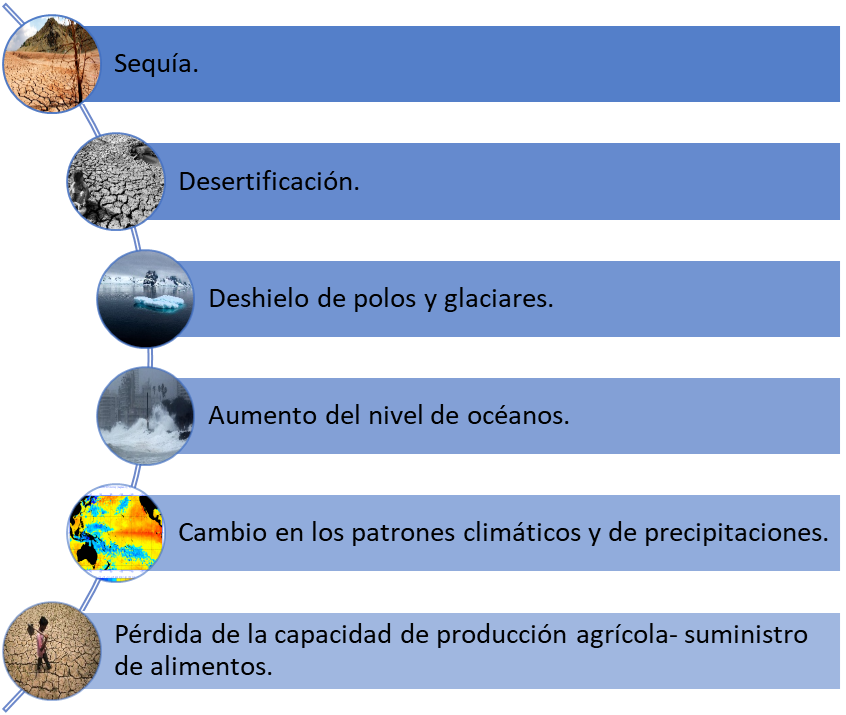 Sequía.
Desertificación.
Deshielo de polos y glaciares.
Aumento del nivel de océanos.
Cambio en los patrones climáticos y de precipitaciones.
Pérdida de la capacidad de producción agrícola- suministro
de alimentos.